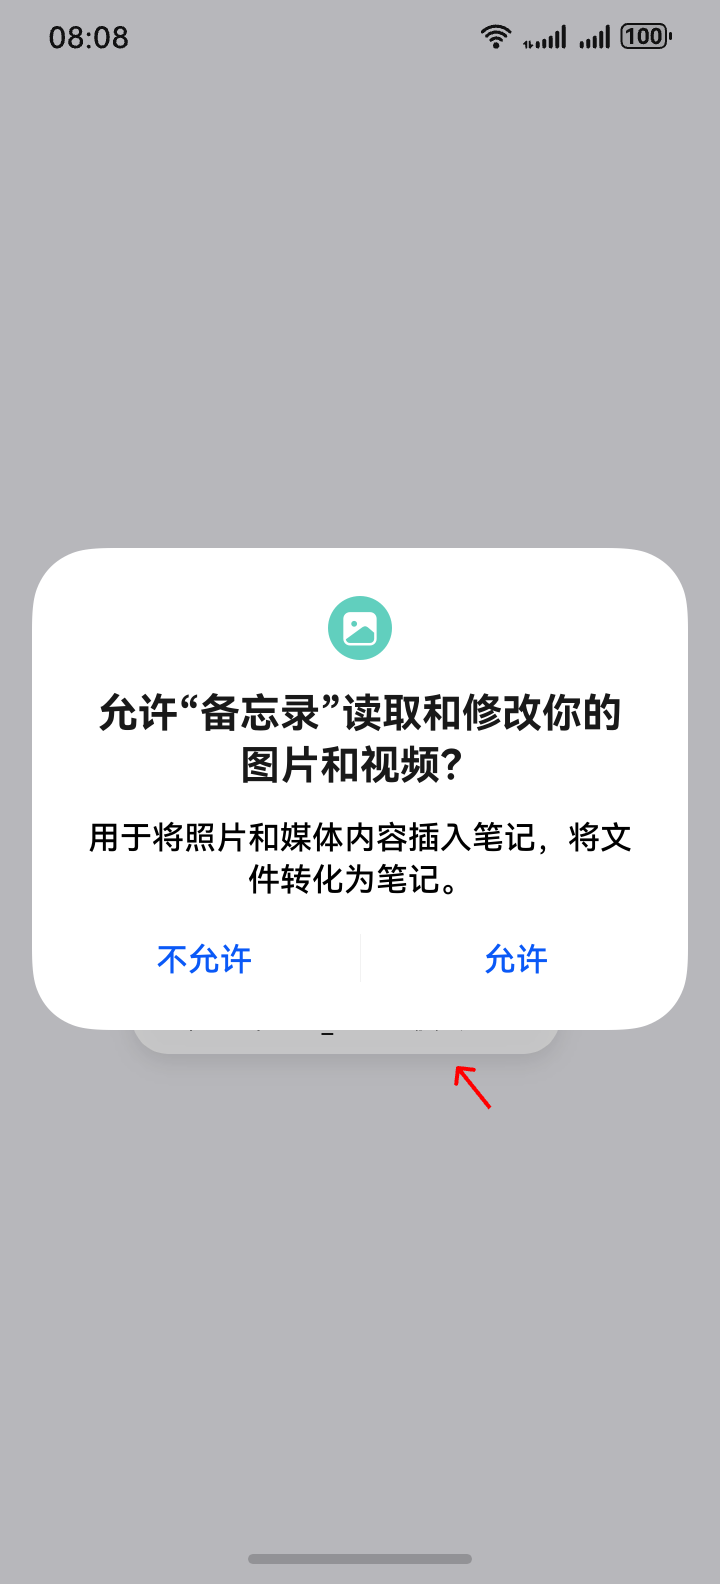 08:08
100
允许“备忘录”读取和修改你的
图片和视频？
用于将照片和媒体内容插入笔记，将文
件转化为笔记。
不允许
允许